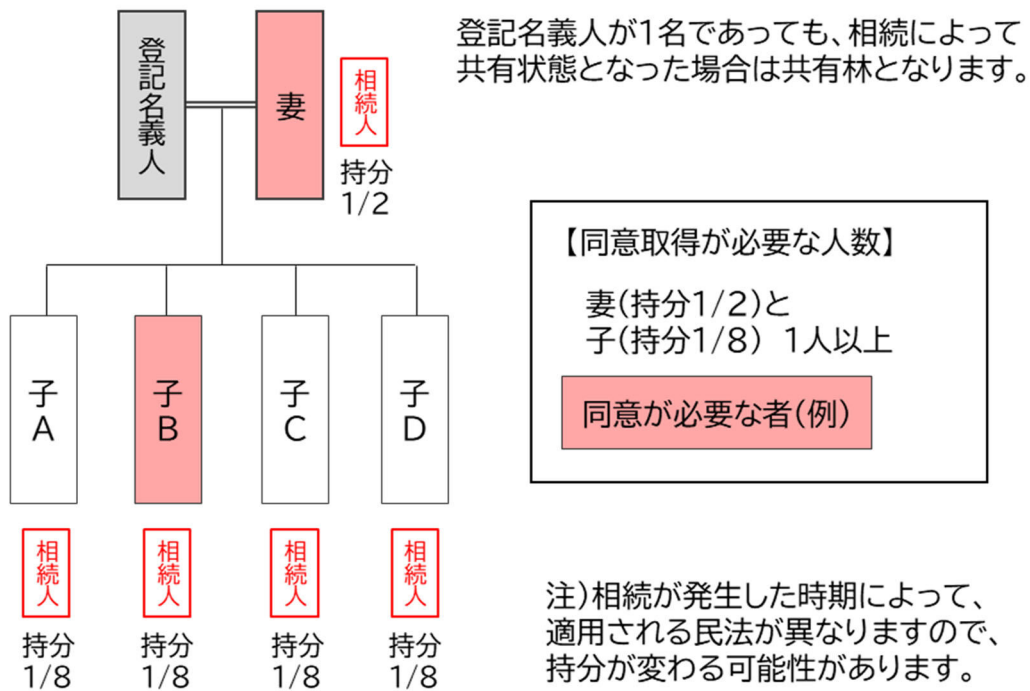 登記名義人が1名であっても、相続によって
共有状態となった場合は共有林となります。
登記名義人
妻
相続人
持分
1/2
【同意取得が必要な人数】
妻(持分1/2)と
子(持分1/8) 1人以上
同意が必要な者(例)
子A
子B
子C
子D
相続人
相続人
相続人
相続人
持分
1/8
持分
1/8
持分
1/8
持分
1/8
注)相続が発生した時期によって、
適用される民法が異なりますので、
持分が変わる可能性があります。